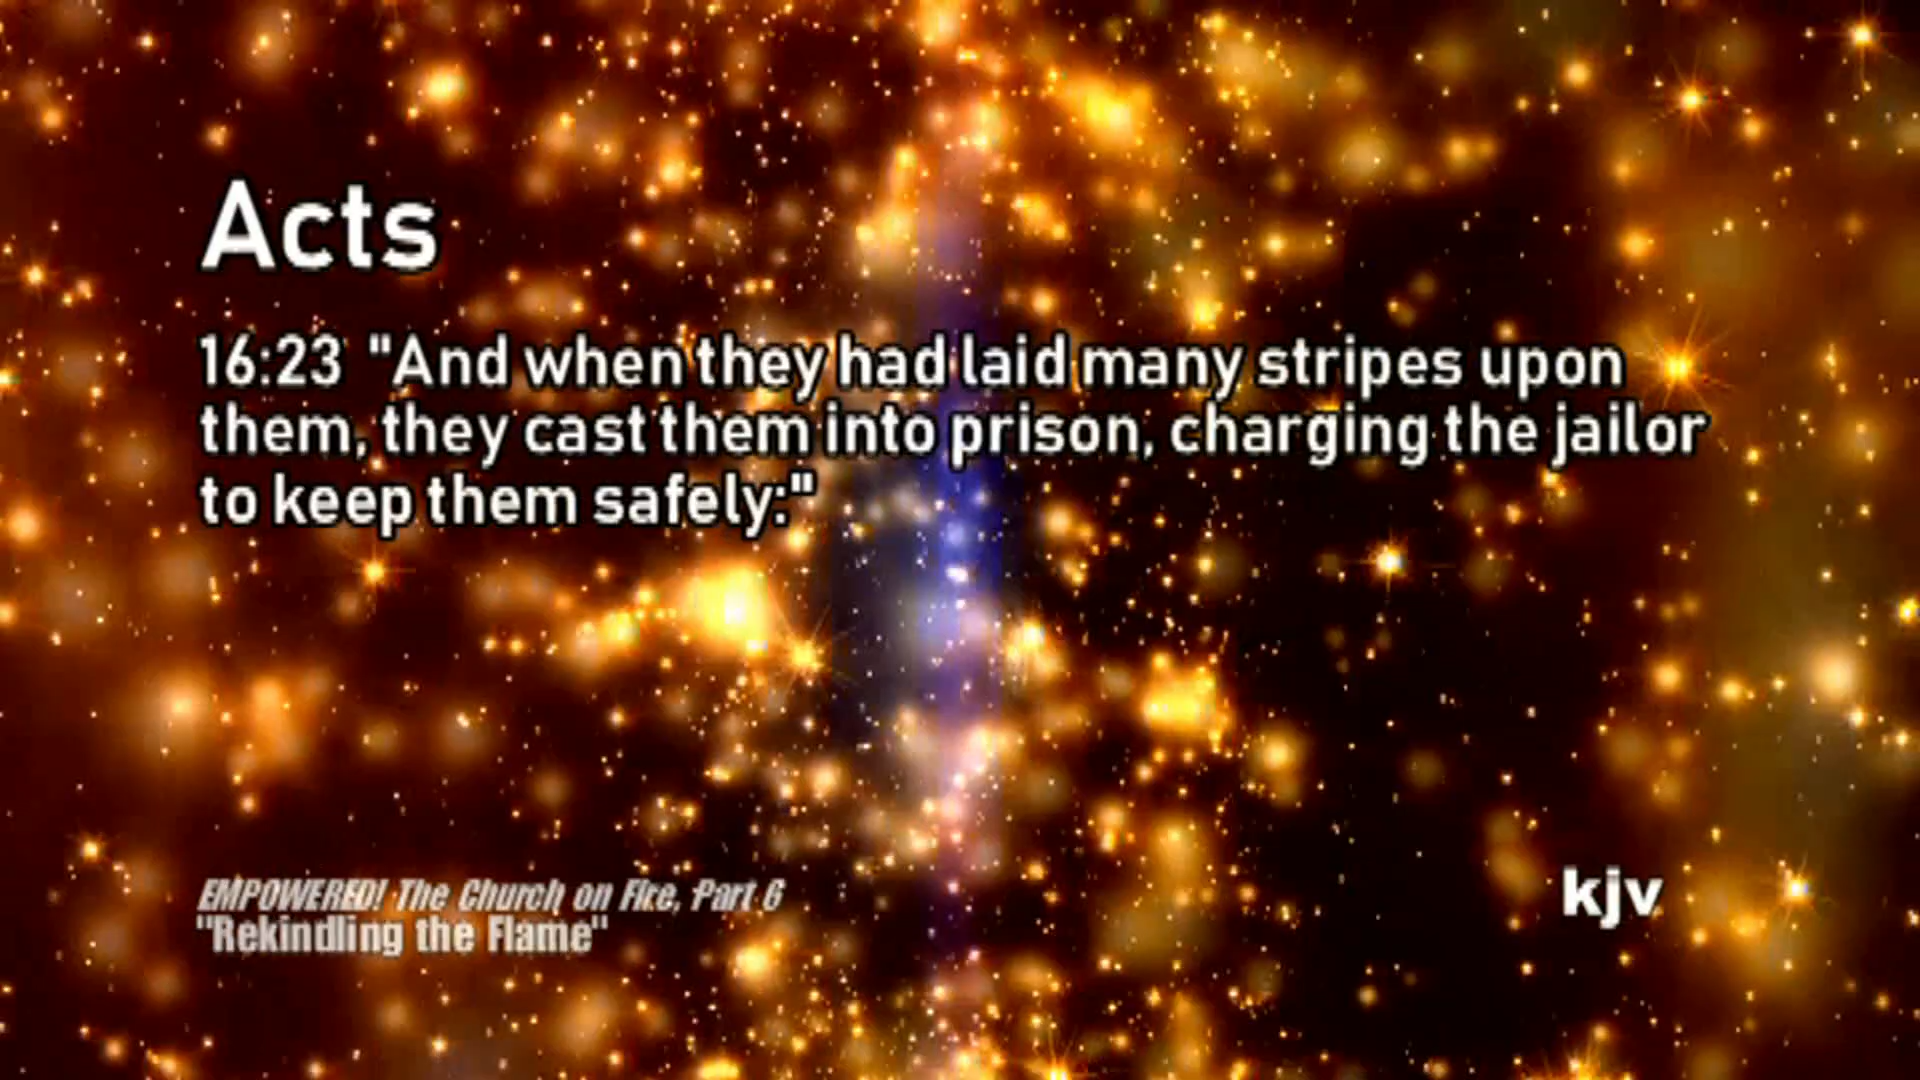 Acts
16:23 "And when they had laid many stripes upon
them, they cast them into prison, charging the jailor
to keep them safely:"
EMPOWERED! The Church on Fire, Part 6
"Rekindling the Flame"
kjv